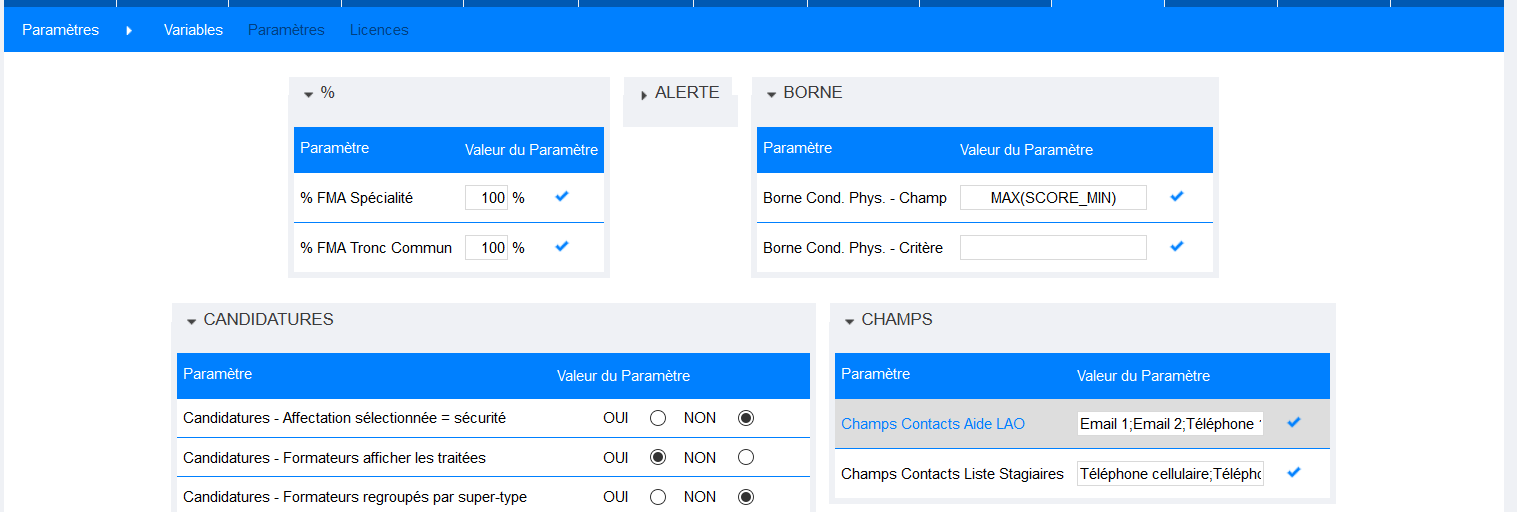 Paramètres Variables Paramètres Licences
%
Paramètre Valeur du Paramètre
% FMA Spécialité 100 %
% FMA Tronc Commun 100 %
ALERTE
BORNE
Paramètre Valeur du Paramètre
Borne Cond. Phys. - Champ MAX(SCORE_MIN)
Borne Cond. Phys. - Critère
CANDIDATURES
Paramètre Valeur du Paramètre
Candidatures - Affectation sélectionnée = sécurité OUI NON
Candidatures - Formateurs afficher les traitées OUI NON
Candidatures - Formateurs regroupés par super-type OUI NON
CHAMPS
Paramètre Valeur du Paramètre
Champs Contacts Aide LAO Email 1;Email 2;Téléphone
Champs Contacts Liste Stagiaires Téléphone cellulaire;Télépho